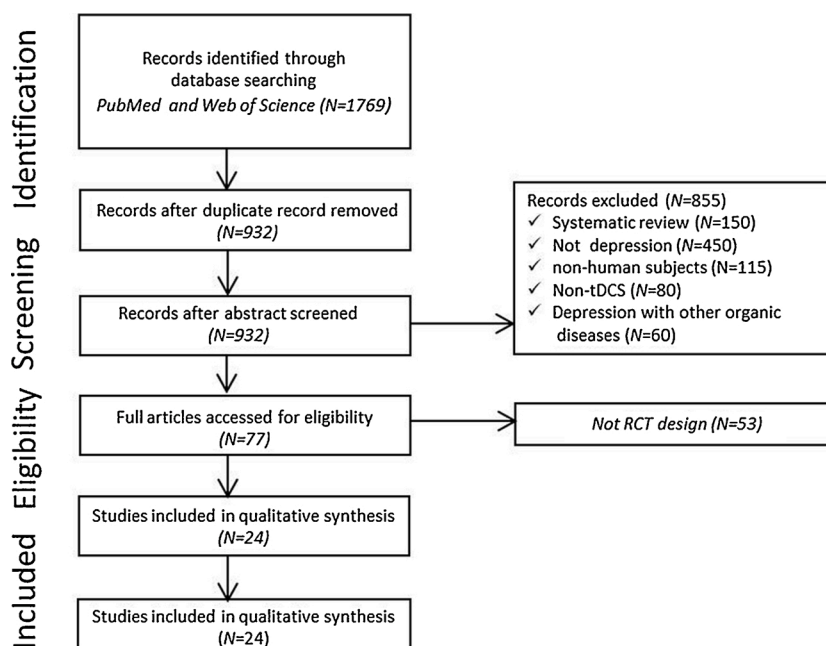 Identification
Screening
Eligibility
Included
Records identified through
database searching
PubMed and Web of Science (N=1769)
Records after duplicate record removed
(N=932)
Records after abstract screened
(N=932)
Records excluded (N=855)
✓ Systematic review (N=150)
✓ Not depression (N=450)
✓ non-human subjects (N=115)
✓ Non-tDCS (N=80)
✓ Depression with other organic
diseases (N=60)
Full articles accessed for eligibility
(N=77)
Not RCT design (N=53)
Studies included in qualitative synthesis
(N=24)
Studies included in qualitative synthesis
(N=24)